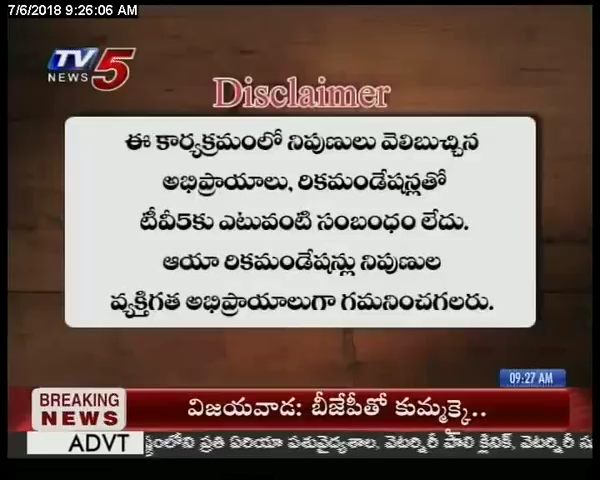 7/6/2018 9:26:06 AM
TV5
NEWS
Disclaimer
ఈ కార్యక్రమంలో నిపుణులు వెలిబుచ్చిన
అభిప్రాయాలు, రికమండేషన్లతో
టీవీ5కు ఎటువంటి సంబంధం లేదు.
ఆయా రికమండేషన్లు నిపుణుల
వ్యక్తిగత అభిప్రాయాలుగా గమనించగలరు.
09:27 AM
BREAKING
NEWS
విజయవాడ: బీజేపీతో కుమ్మక్కై..
ADVT
ప్రతి ఏరియా పశువైద్యశాల, వెటర్నరీ పాలి క్లినిక్, వెటర్నరీ